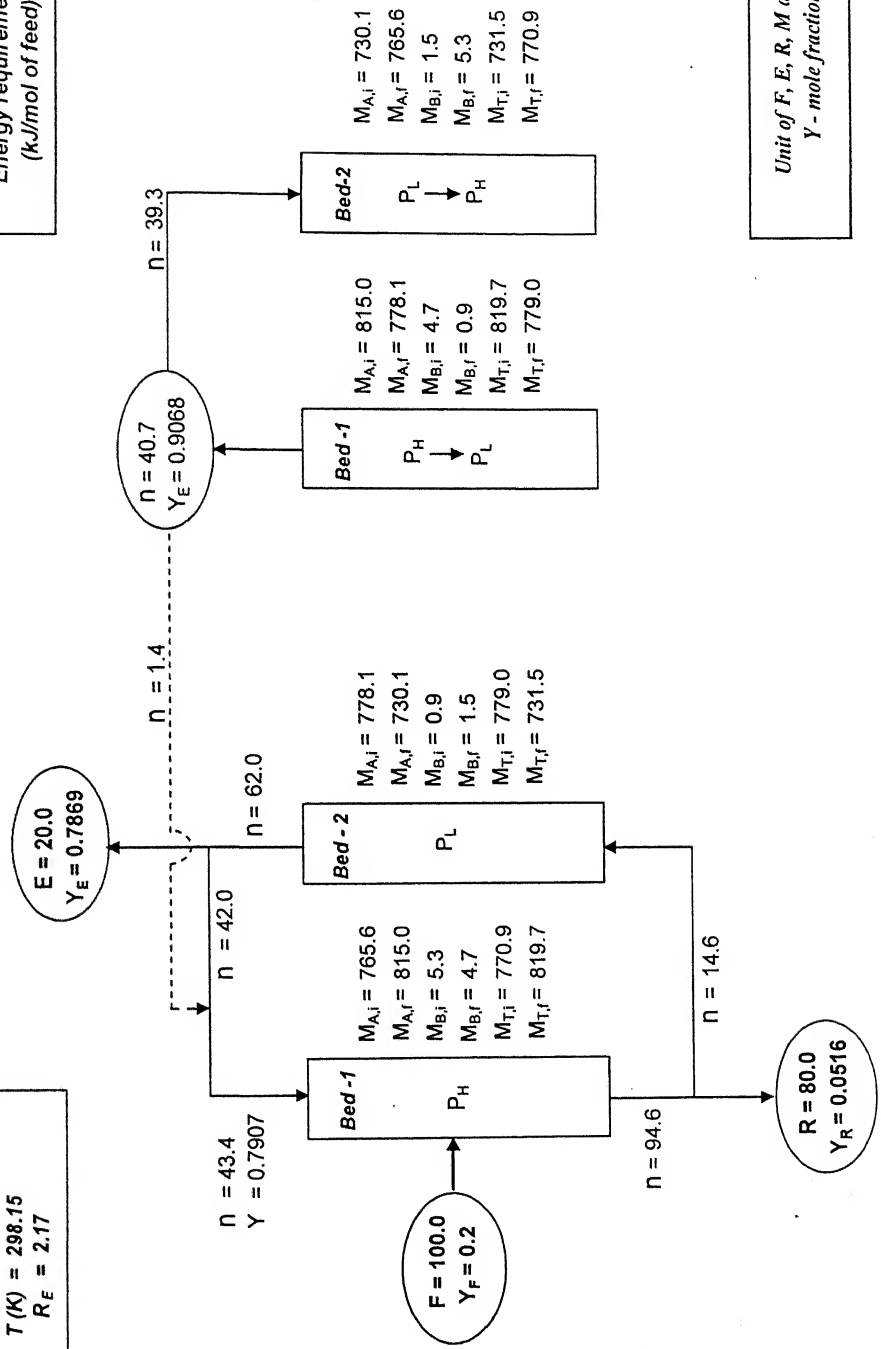 T (K) = 298.15
R_E = 2.17
Energy requireme
(kJ/mol of feed)
E = 20.0
Y_E = 0.7869
n = 1.4
n = 40.7
Y_E = 0.9068
n = 39.3
n = 42.0
n = 62.0
n = 43.4
Y = 0.7907
F = 100.0
Y_F = 0.2
Bed -1
P_H
M_A,i = 765.6
M_A,f = 815.0
M_B,i = 5.3
M_B,f = 4.7
M_T,i = 770.9
M_T,f = 819.7
Bed - 2
P_L
M_A,i = 778.1
M_A,f = 730.1
M_B,i = 0.9
M_B,f = 1.5
M_T,i = 779.0
M_T,f = 731.5
Bed -1
P_H
P_L
M_A,i = 815.0
M_A,f = 778.1
M_B,i = 4.7
M_B,f = 0.9
M_T,i = 819.7
M_T,f = 779.0
Bed-2
P_L
P_H
M_A,i = 730.1
M_A,f = 765.6
M_B,i = 1.5
M_B,f = 5.3
M_T,i = 731.5
M_T,f = 770.9
n = 94.6
n = 14.6
R = 80.0
Y_R = 0.0516
Unit of F, E, R, M
Y - mole fraction